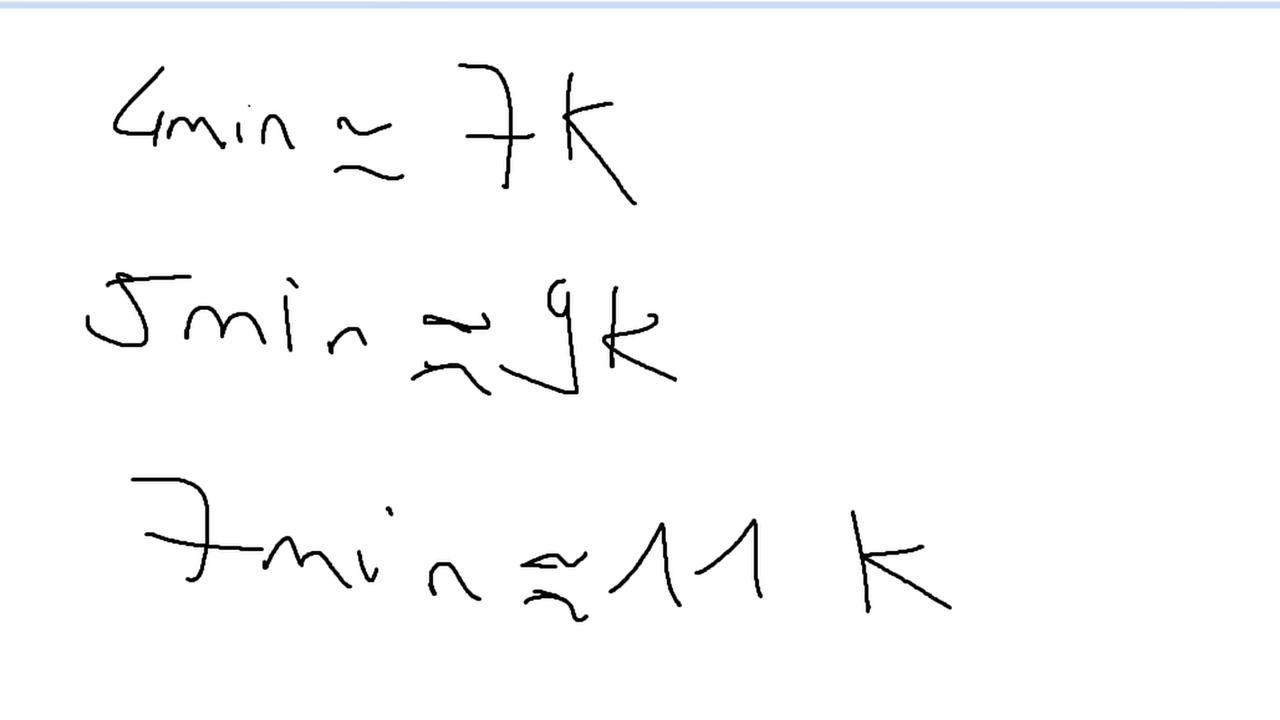 4min ≈ 7k
5min ≈ 9k
7min ≈ 11 k